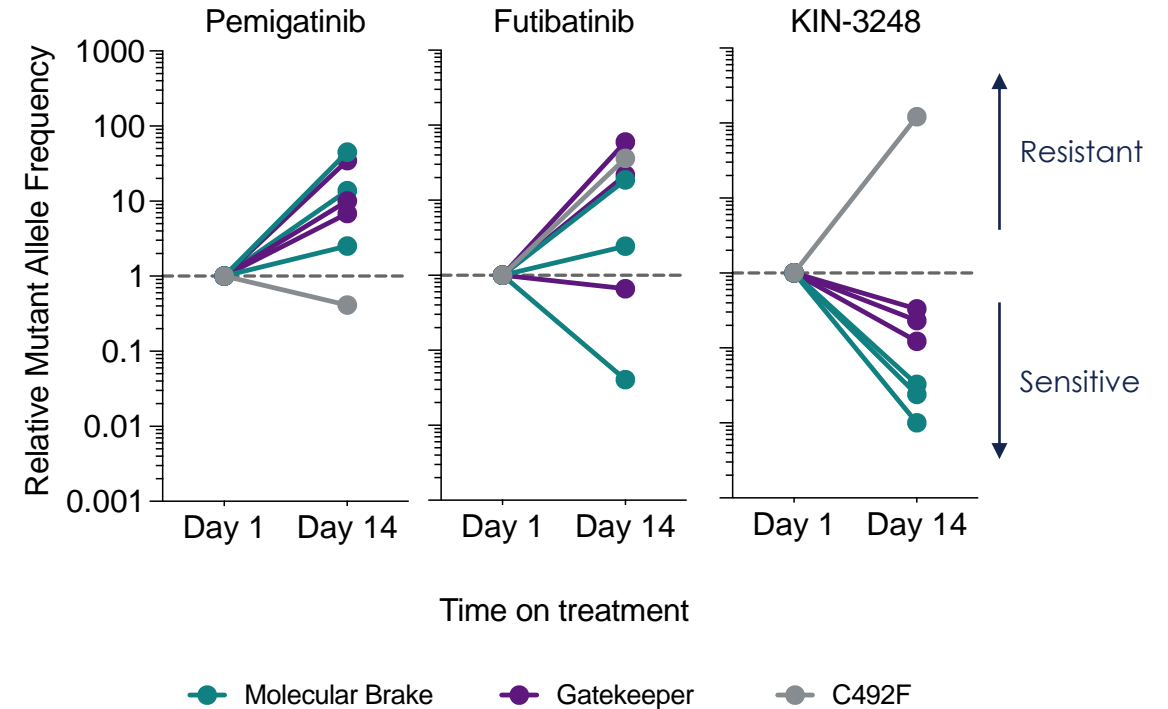 Pemigatinib Futibatinib KIN-3248
Relative Mutant Allele Frequency
1000
100
10
1
0.1
0.01
0.001
Resistant
Sensitive
Day 1 Day 14 Day 1 Day 14 Day 1 Day 14
Time on treatment
Molecular Brake Gatekeeper C492F